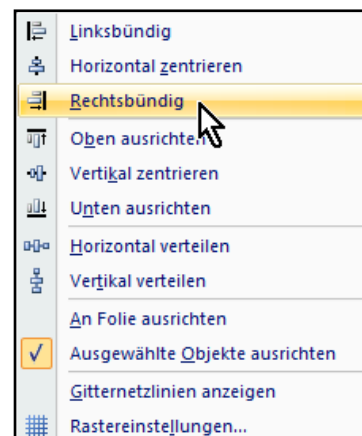 Linksbündig
Horizontal zentrieren
Rechtsbündig
Oben ausrichten
Vertikal zentrieren
Unten ausrichten
Horizontal verteilen
Vertikal verteilen
An Folie ausrichten
Ausgewählte Objekte ausrichten
Gitternetzlinien anzeigen
Rastereinstellungen...